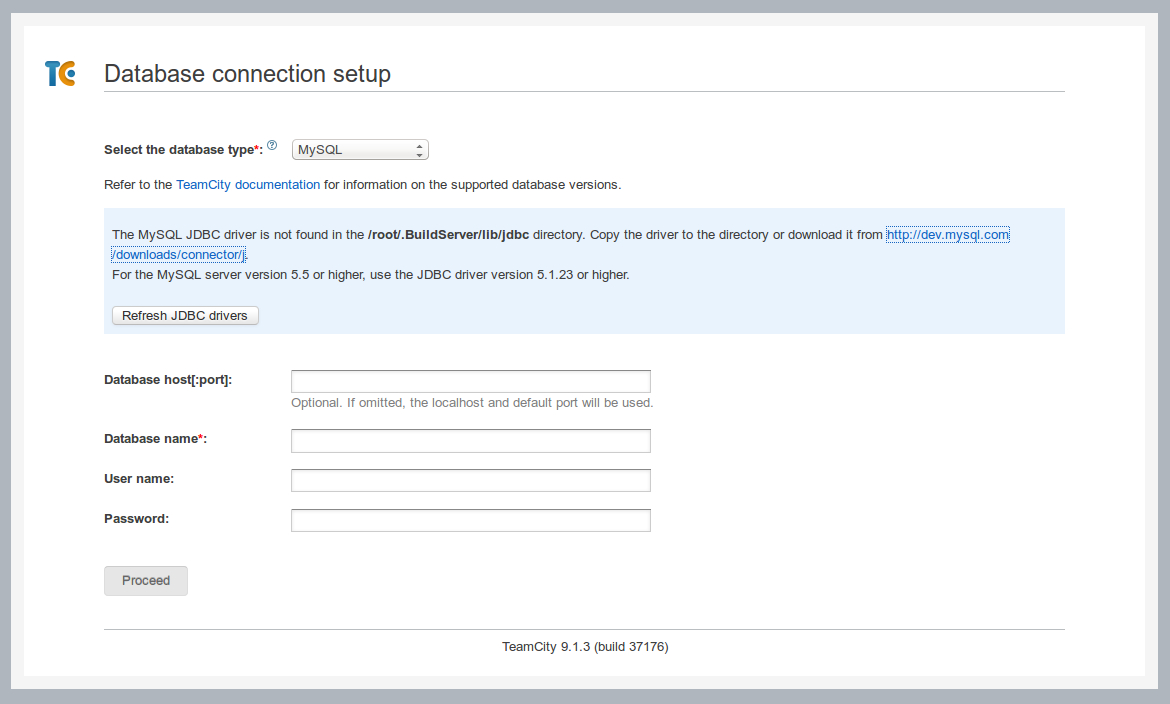 TC
Database connection setup
Select the database type*: ?
MySQL
Refer to the TeamCity documentation for information on the supported database versions.
The MySQL JDBC driver is not found in the /root/.BuildServer/lib/jdbc directory. Copy the driver to the directory or download it from http://dev.mysql.com
/downloads/connector/j.
For the MySQL server version 5.5 or higher, use the JDBC driver version 5.1.23 or higher.
Refresh JDBC drivers
Database host[:port]:
Optional. If omitted, the localhost and default port will be used.
Database name*:
User name:
Password:
Proceed
TeamCity 9.1.3 (build 37176)